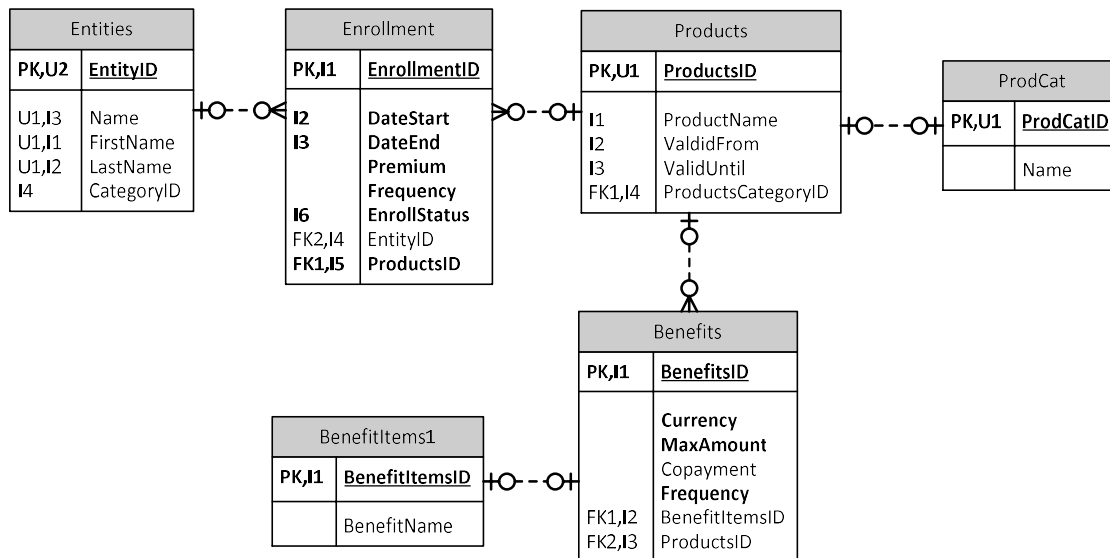 Entities
PK,U2 EntityID
U1,I3 Name
U1,I1 FirstName
U1,I2 LastName
I4 CategoryID
Enrollment
PK,I1 EnrollmentID
I2 DateStart
I3 DateEnd
Premium
Frequency
I6 EnrollStatus
FK2,I4 EntityID
FK1,I5 ProductsID
Products
PK,U1 ProductsID
I1 ProductName
I2 ValdidFrom
I3 ValidUntil
FK1,I4 ProductsCategoryID
ProdCat
PK,U1 ProdCatID
Name
Benefits
PK,I1 BenefitsID
Currency
MaxAmount
Copayment
Frequency
FK1,I2 BenefitItemsID
FK2,I3 ProductsID
BenefitItems1
PK,I1 BenefitItemsID
BenefitName